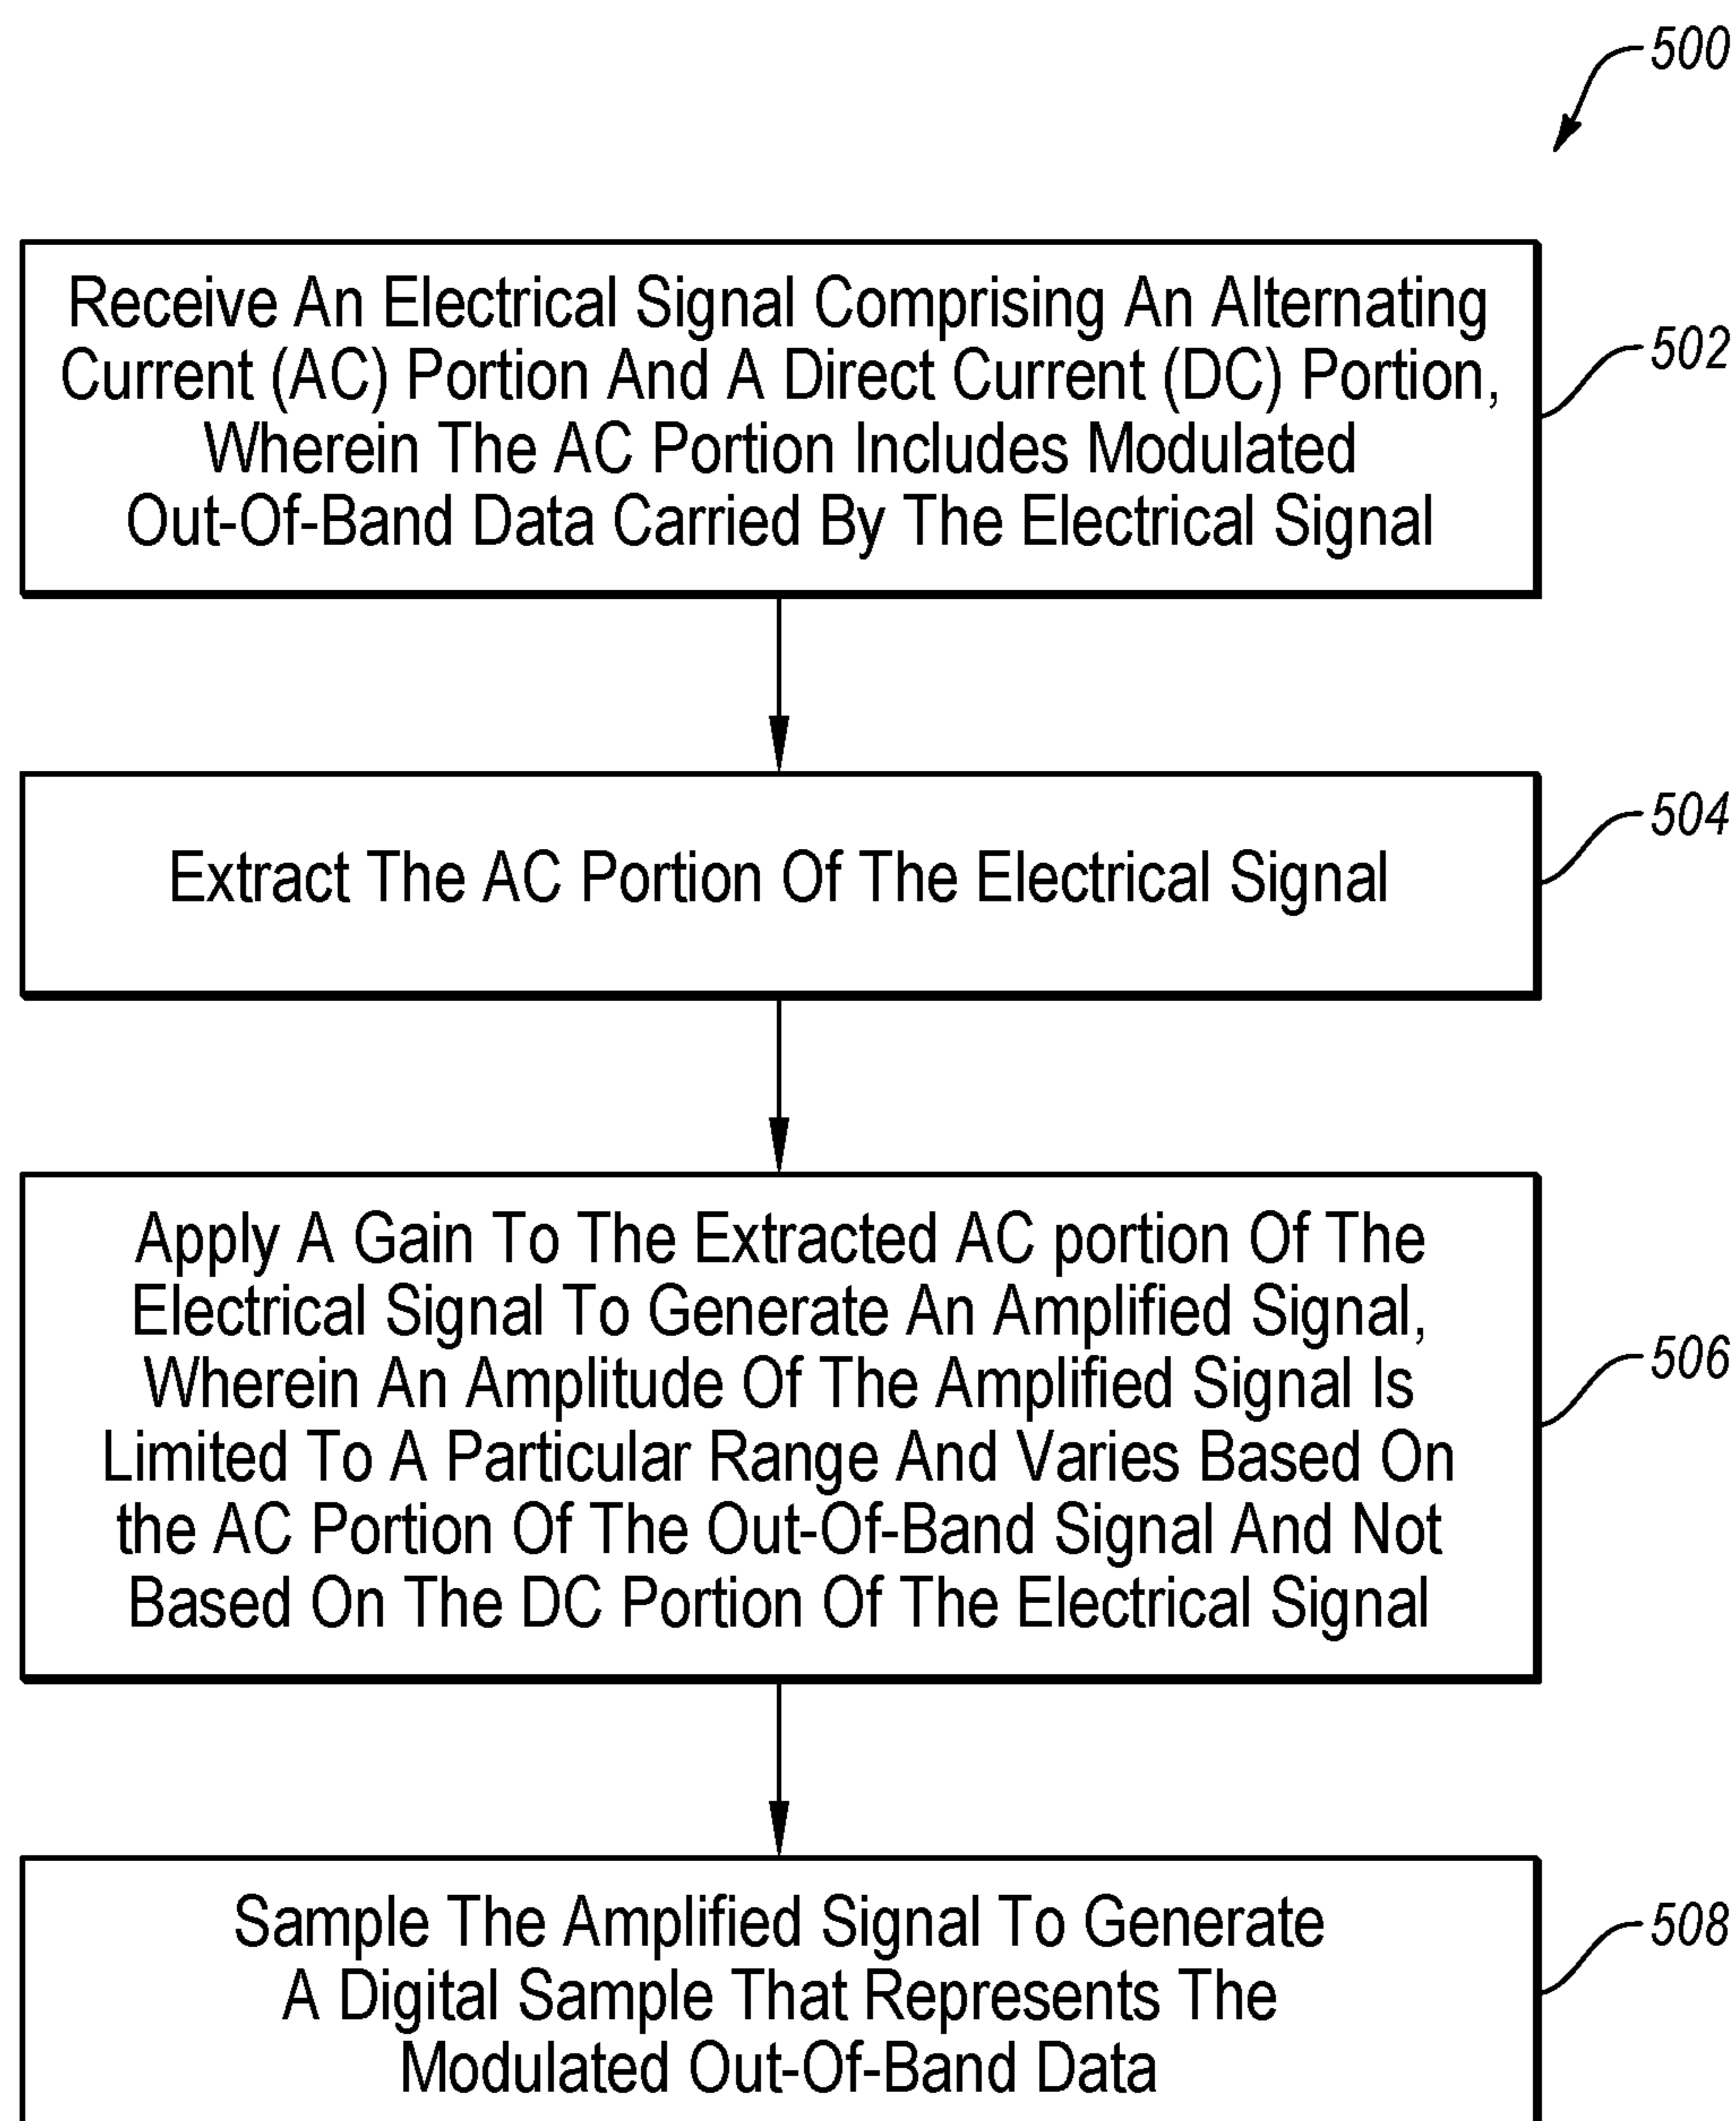 500
Receive An Electrical Signal Comprising An Alternating
Current (AC) Portion And A Direct Current (DC) Portion,
Wherein The AC Portion Includes Modulated
Out-Of-Band Data Carried By The Electrical Signal
502
Extract The AC Portion Of The Electrical Signal
504
Apply A Gain To The Extracted AC portion Of The
Electrical Signal To Generate An Amplified Signal,
Wherein An Amplitude Of The Amplified Signal Is
Limited To A Particular Range And Varies Based On
the AC Portion Of The Out-Of-Band Signal And Not
Based On The DC Portion Of The Electrical Signal
506
Sample The Amplified Signal To Generate
A Digital Sample That Represents The
Modulated Out-Of-Band Data
508